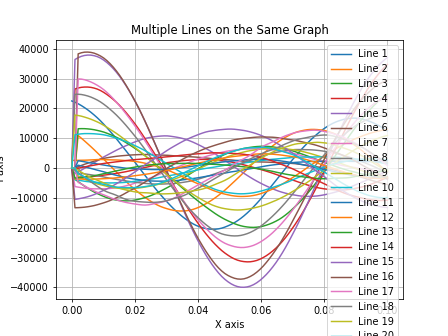 Multiple Lines on the Same Graph
40000
30000
20000
10000
0
−10000
−20000
−30000
−40000
0.00
0.02
0.04
0.06
X axis
Line 1
Line 2
Line 3
Line 4
Line 5
Line 6
Line 7
Line 8
Line 9
Line 10
Line 11
Line 12
Line 13
Line 14
Line 15
Line 16
Line 17
Line 18
Line 19
Line 20